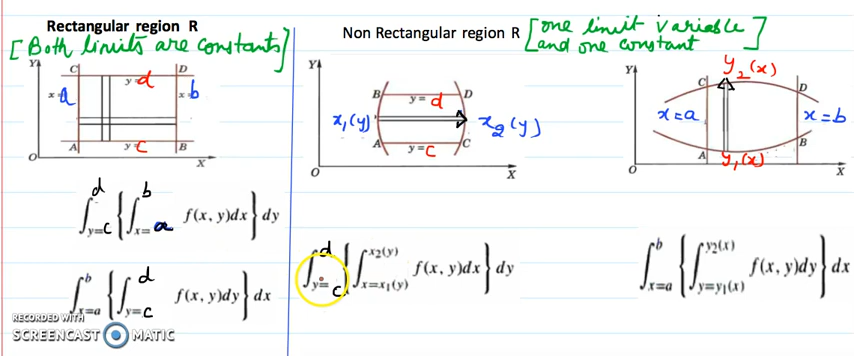 Rectangular region R
[Both limits are constants]
Y
C
D
y = d
x = a
x = b
A
y = c
B
O
X
∫_{y=c}^{d} { ∫_{x=a}^{b} f(x, y)dx } dy
∫_{x=a}^{b} { ∫_{y=c}^{d} f(x, y)dy } dx
RECORDED WITH
SCREENCAST O MATIC
Non Rectangular region R
[one limit variable
and one constant]
Y
B
y = d
D
x₁(y)
x₂(y)
A
y = c
C
O
X
∫_{y=c}^{d} { ∫_{x=x₁(y)}^{x₂(y)} f(x, y)dx } dy
Y
y₂(x)
C
D
x = a
x = b
A
y₁(x)
B
O
X
∫_{x=a}^{b} { ∫_{y=y₁(x)}^{y₂(x)} f(x, y)dy } dx